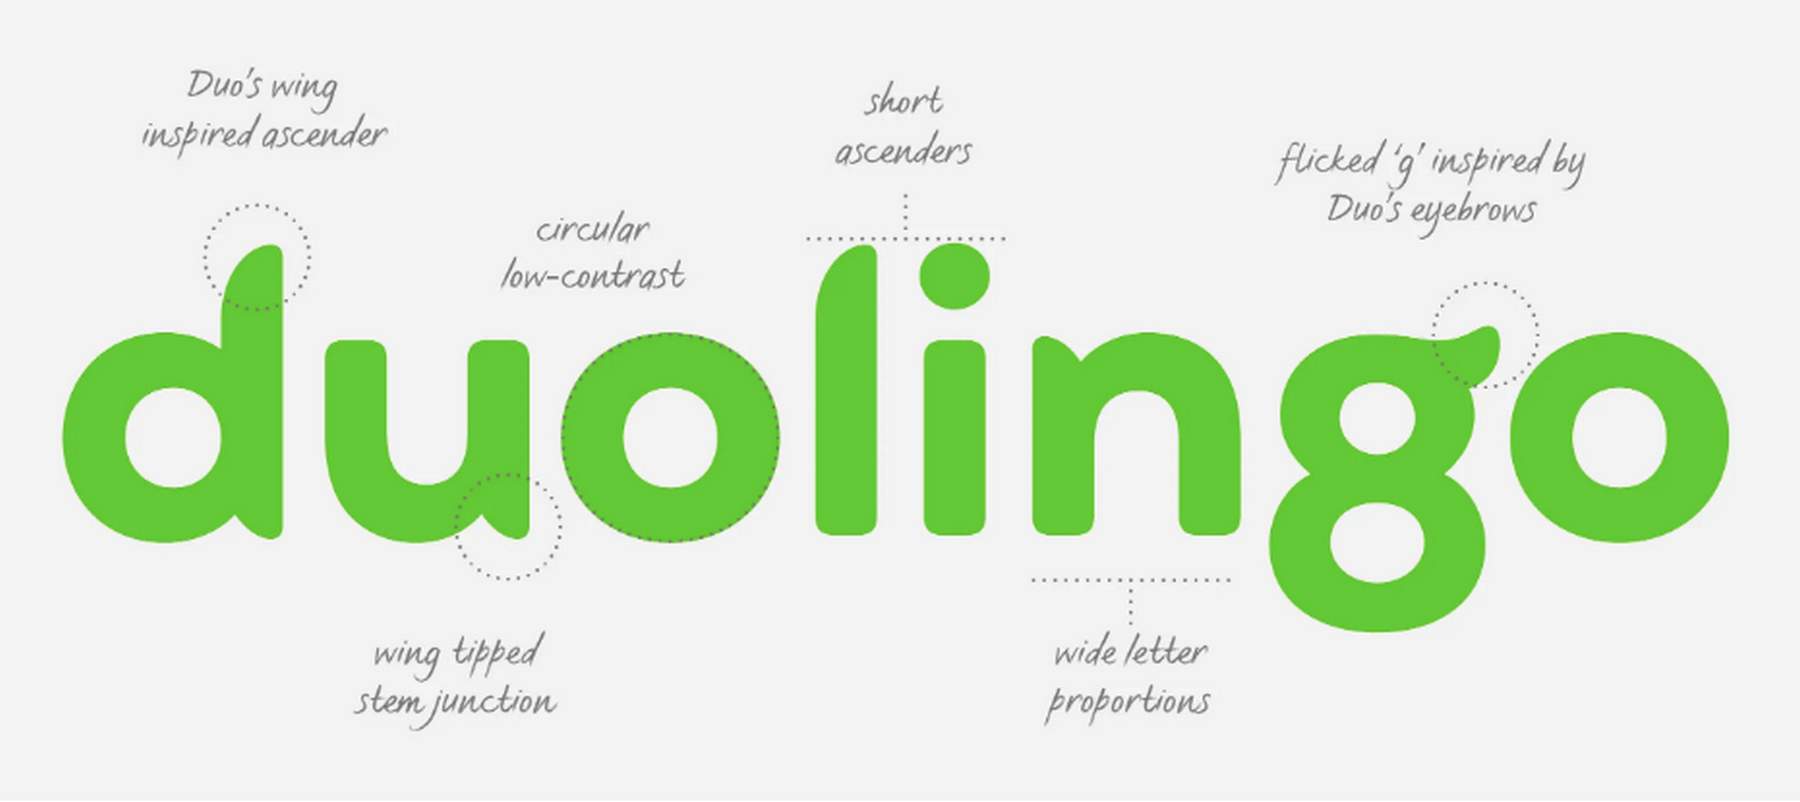 Duo's wing
inspired ascender
circular
low-contrast
short
ascenders
flicked 'g' inspired by
Duo's eyebrows
duolingo
wing tipped
stem junction
wide letter
proportions